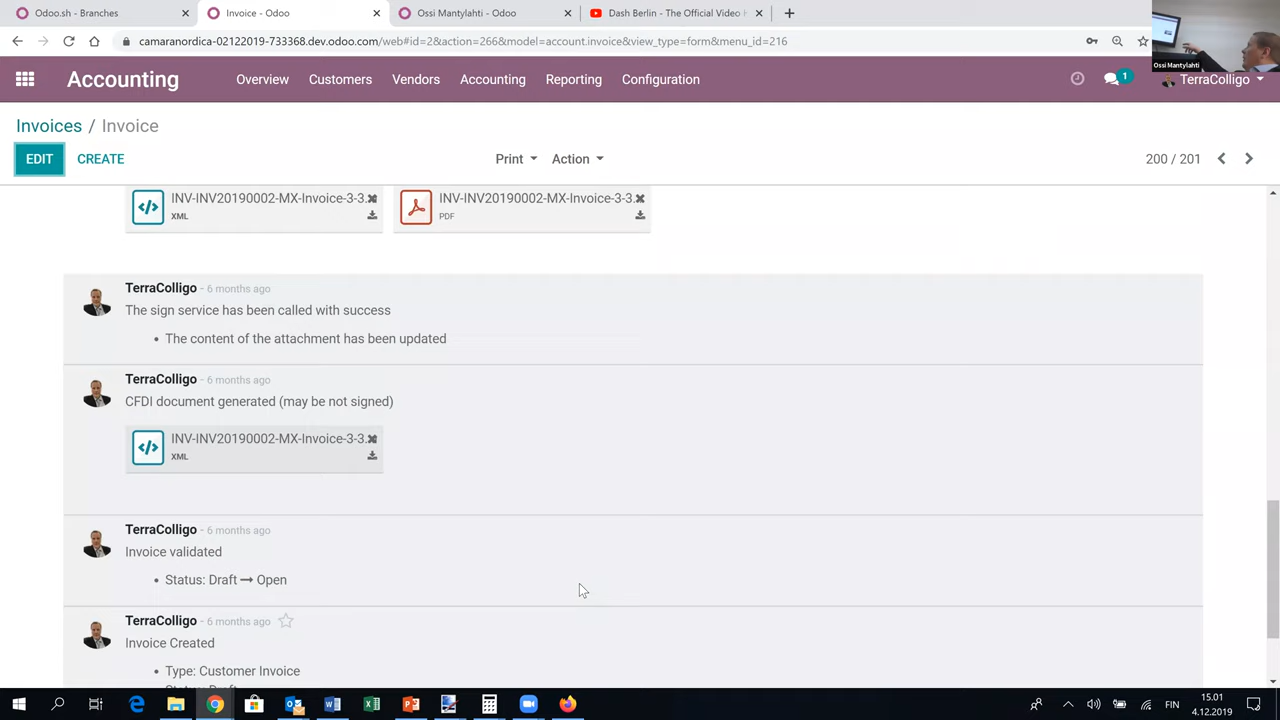 Odoo.sh - Branches
Invoice - Odoo
Ossi Mantylahti - Odoo
Dash Berlin - The Official Video
camaranordica-02122019-733368.dev.odoo.com/web#id=2&action=266&model=account.invoice&view_type=form&menu_id=216
Ossi Mantylahti
Accounting
Overview
Customers
Vendors
Accounting
Reporting
Configuration
1
TerraColligo
Invoices / Invoice
EDIT
CREATE
Print
Action
200 / 201
INV-INV20190002-MX-Invoice-3-3.
XML
INV-INV20190002-MX-Invoice-3-3.
PDF
TerraColligo - 6 months ago
The sign service has been called with success
• The content of the attachment has been updated
TerraColligo - 6 months ago
CFDI document generated (may be not signed)
INV-INV20190002-MX-Invoice-3-3.
XML
TerraColligo - 6 months ago
Invoice validated
• Status: Draft → Open
TerraColligo - 6 months ago
Invoice Created
• Type: Customer Invoice
Status: Draft
FIN
15.01
4.12.2019